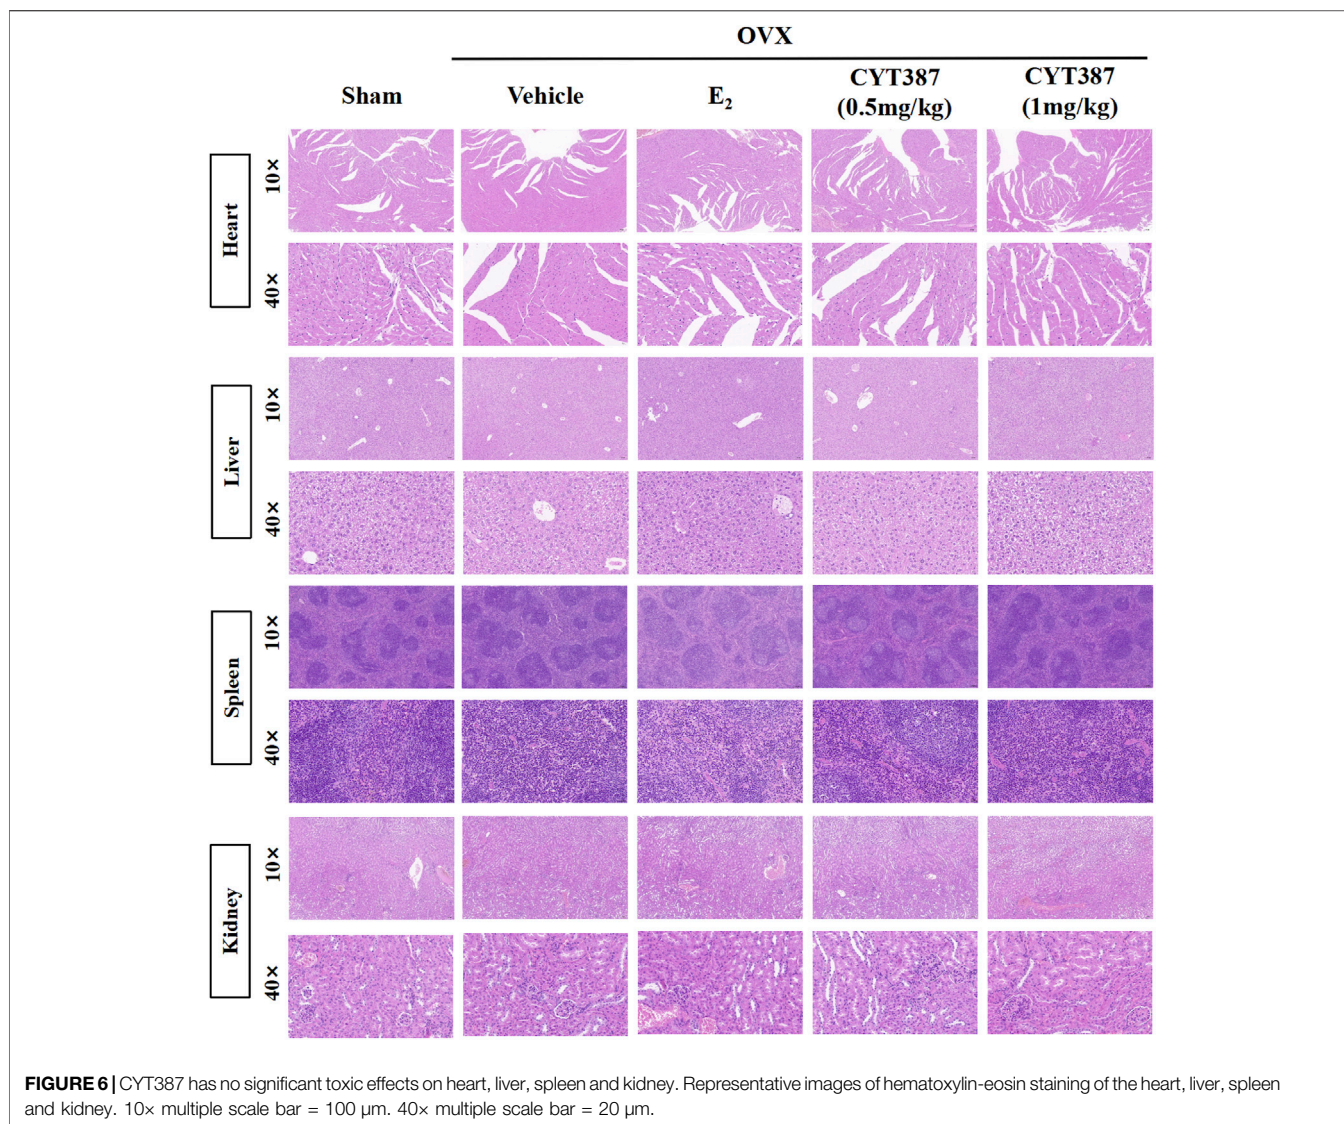 OVX
Sham
Vehicle
E₂
CYT387
(0.5mg/kg)
CYT387
(1mg/kg)
Heart
10×
40×
Liver
10×
40×
Spleen
10×
40×
Kidney
10×
40×
FIGURE 6 | CYT387 has no significant toxic effects on heart, liver, spleen and kidney. Representative images of hematoxylin-eosin staining of the heart, liver, spleen
and kidney. 10× multiple scale bar = 100 µm. 40× multiple scale bar = 20 µm.